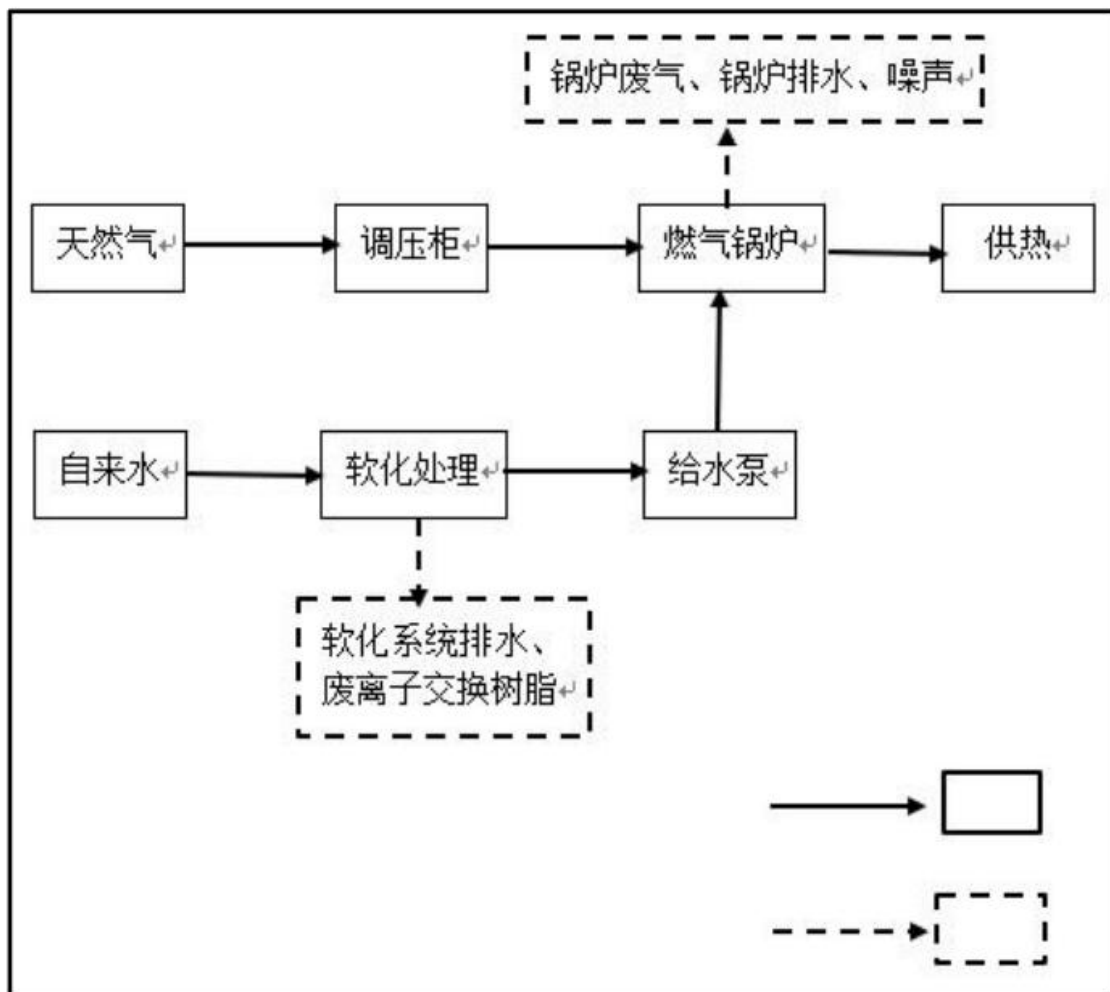 锅炉废气、锅炉排水、噪声
天然气
调压柜
燃气锅炉
供热
自来水
软化处理
给水泵
软化系统排水、
废离子交换树脂